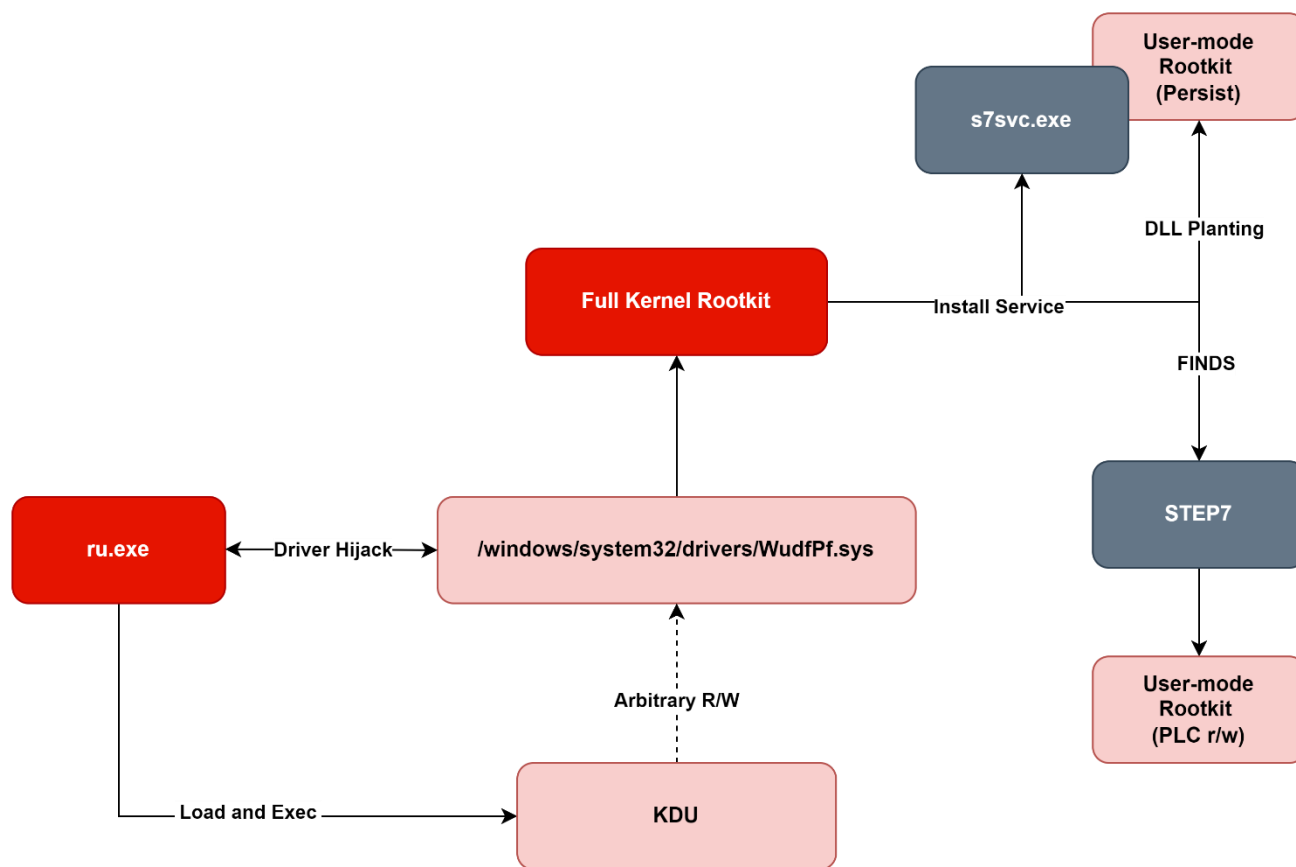 User-mode
Rootkit
(Persist)
s7svc.exe
DLL Planting
Full Kernel Rootkit
Install Service
FINDS
STEP7
ru.exe
Driver Hijack
/windows/system32/drivers/WudfPf.sys
User-mode
Rootkit
(PLC r/w)
Arbitrary R/W
Load and Exec
KDU